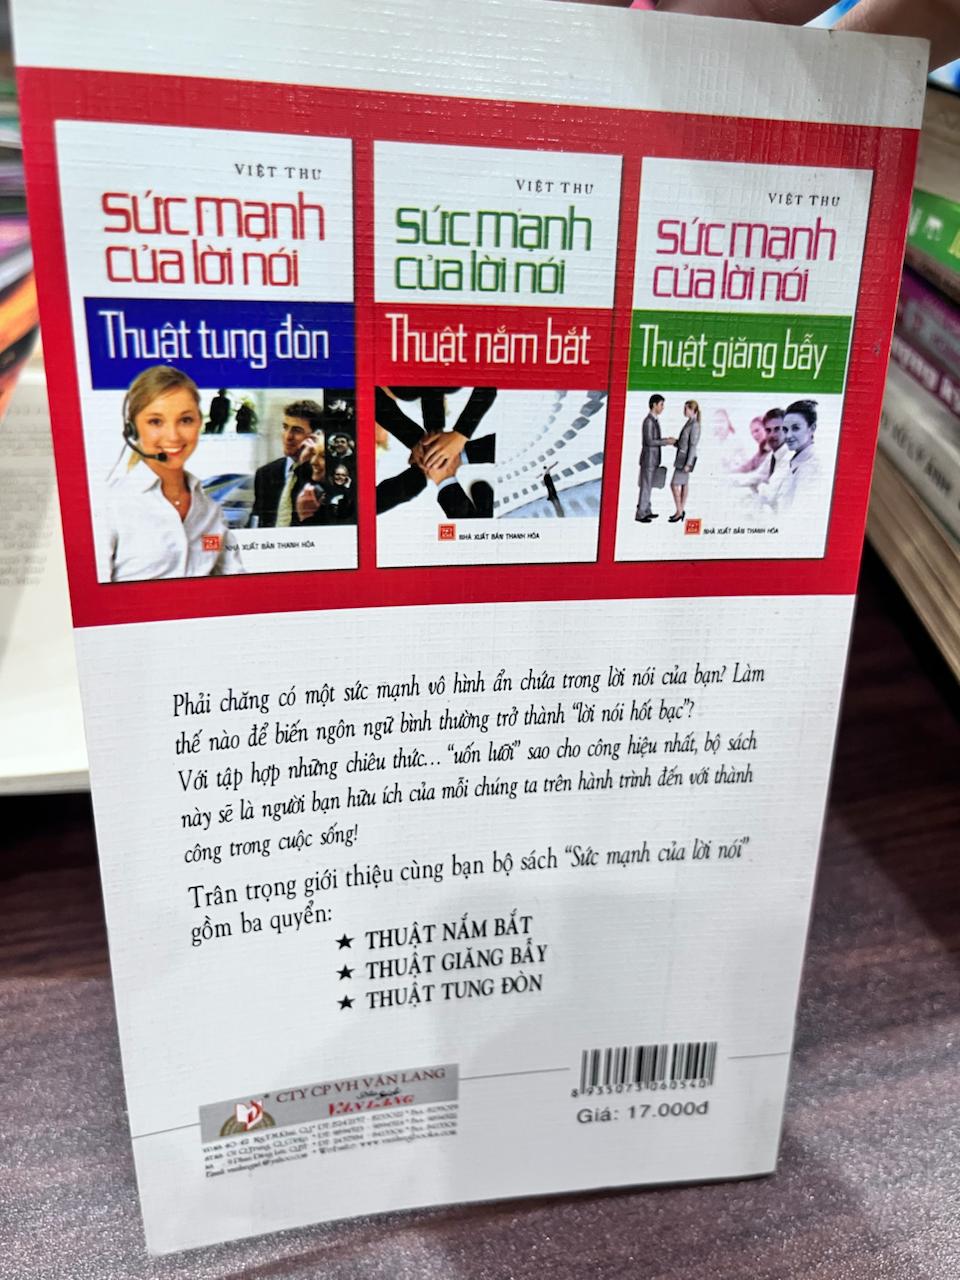 VIỆT THƯ
sức mạnh
của lời nói
Thuật tung đòn
NHÀ XUẤT BẢN THANH HÓA
VIỆT THƯ
sức mạnh
của lời nói
Thuật nắm bắt
NHÀ XUẤT BẢN THANH HÓA
VIỆT THƯ
sức mạnh
của lời nói
Thuật giăng bẫy
NHÀ XUẤT BẢN THANH HÓA
Phải chăng có một sức mạnh vô hình ẩn chứa trong lời nói của bạn? Làm
thế nào để biến ngôn ngữ bình thường trở thành "lời nói hốt bạc"?
Với tập hợp những chiêu thức... "uốn lưỡi" sao cho công hiệu nhất, bộ sách
này sẽ là người bạn hữu ích của mỗi chúng ta trên hành trình đến với thành
công trong cuộc sống!
Trân trọng giới thiệu cùng bạn bộ sách "Sức mạnh của lời nói"
gồm ba quyển:
★ THUẬT NẮM BẮT
★ THUẬT GIĂNG BẪY
★ THUẬT TUNG ĐÒN
CTY CP VH VĂN LANG
VĂN LANG
8 935073 060540
Giá: 17.000đ